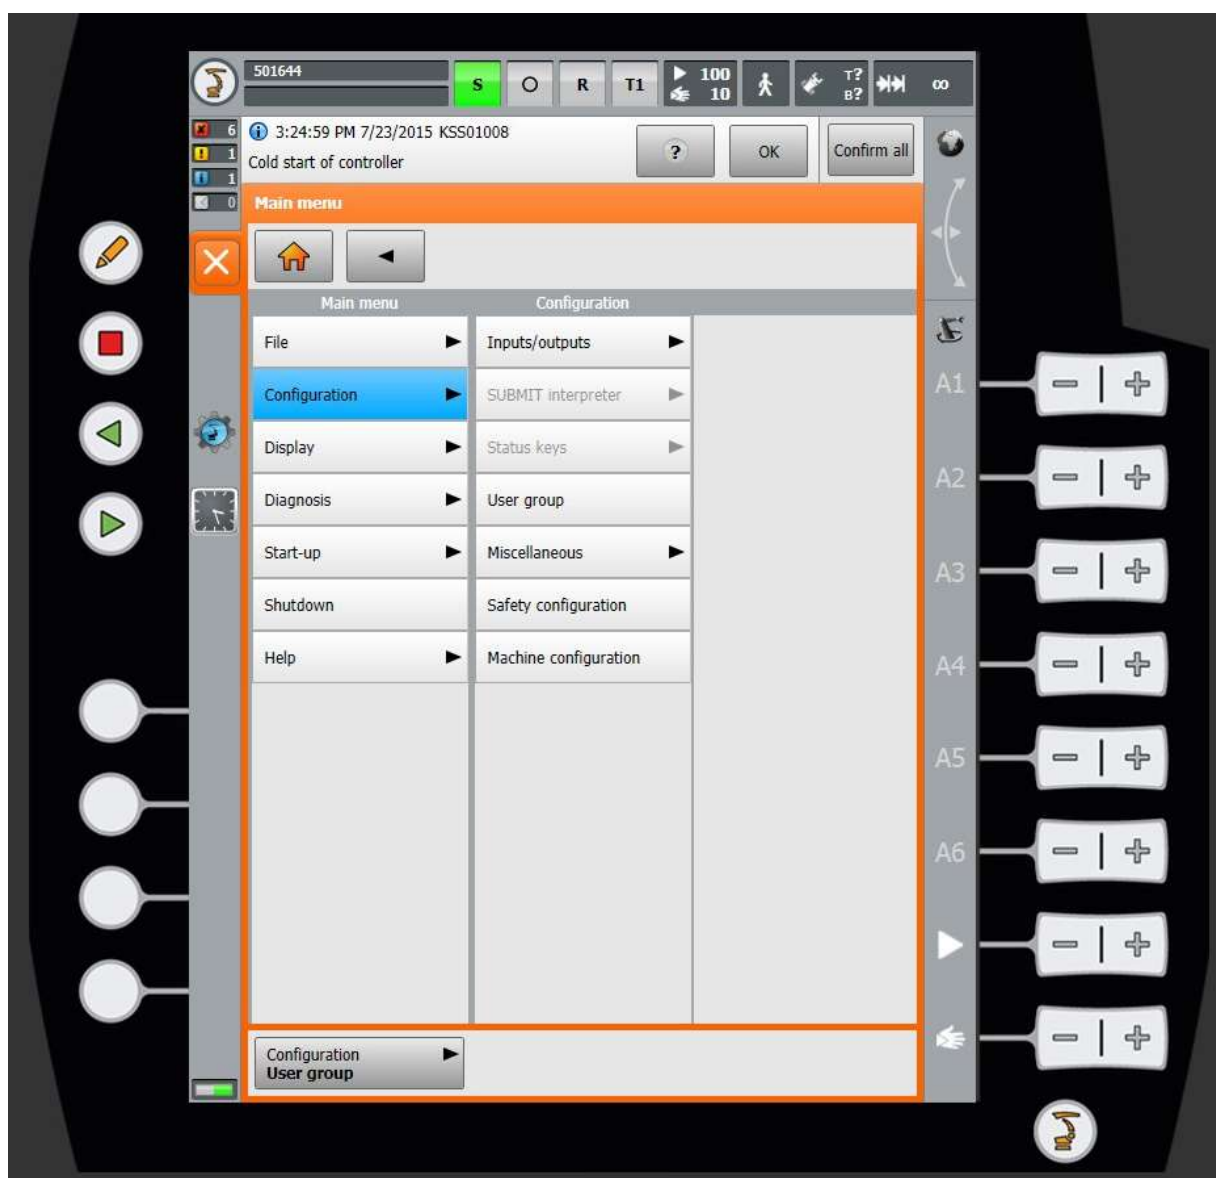 501644
S
R
T1
100
10
T?
B?
∞
6
3:24:59 PM 7/23/2015 KSS01008
1
Cold start of controller
?
OK
Confirm all
1
0
Main menu
Main menu
Configuration
File
Inputs/outputs
Configuration
SUBMIT interpreter
Display
Status keys
Diagnosis
User group
Start-up
Miscellaneous
Shutdown
Safety configuration
Help
Machine configuration
A1
A2
A3
A4
A5
A6
Configuration
User group